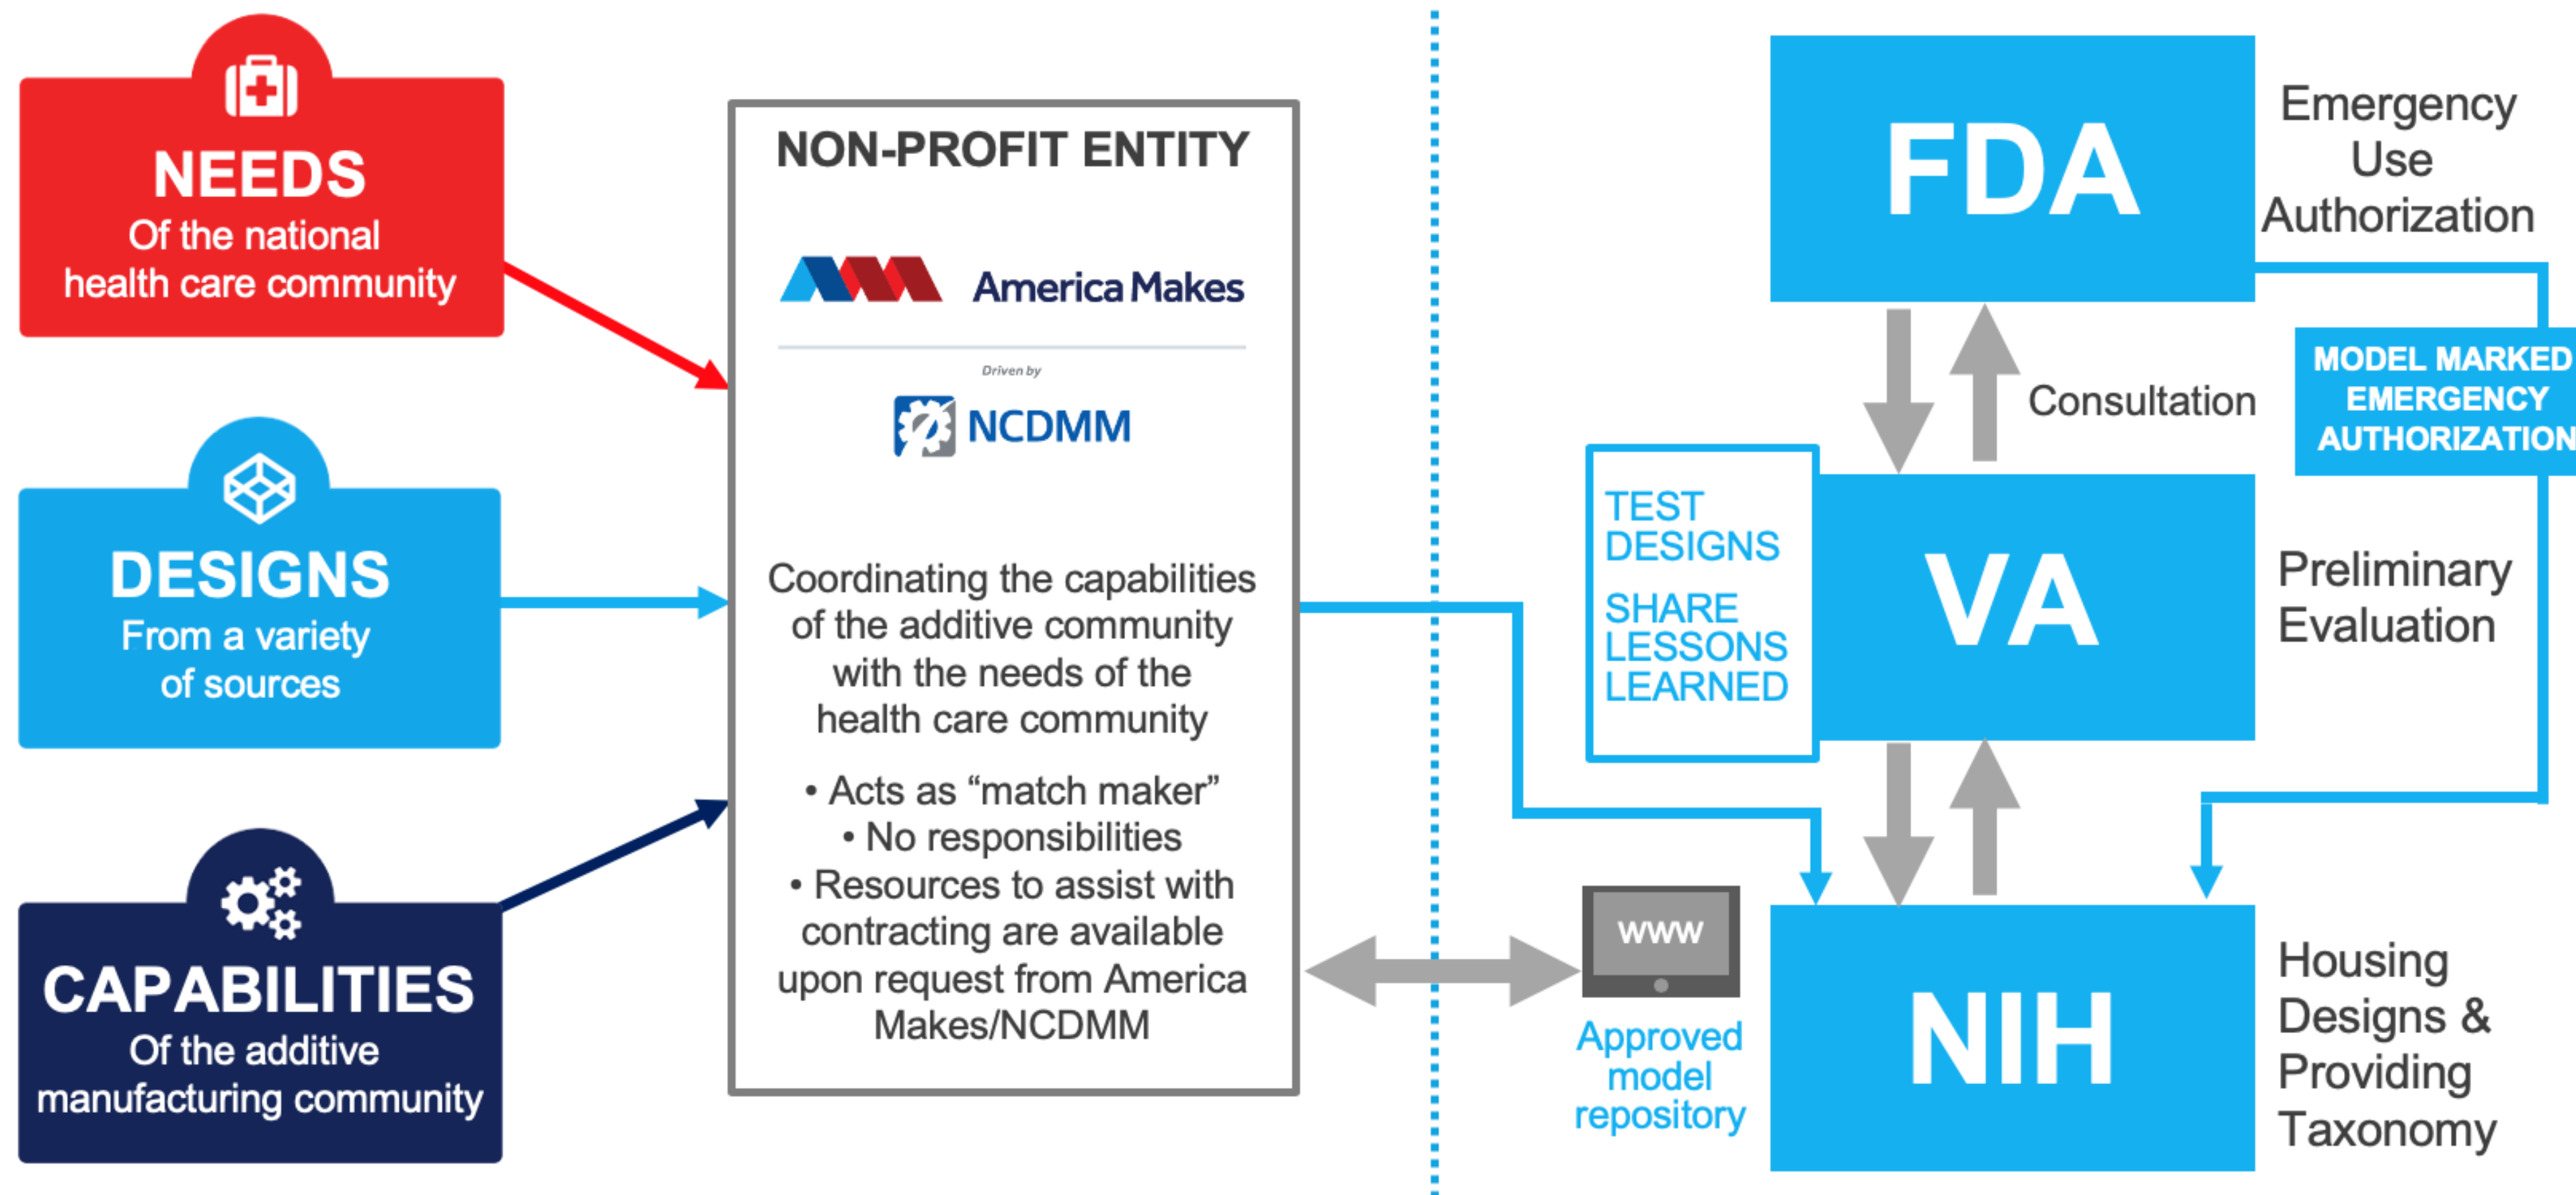 NEEDS
Of the national
health care community
DESIGNS
From a variety
of sources
CAPABILITIES
Of the additive
manufacturing community
NON-PROFIT ENTITY
America Makes
Driven by
NCDMM
Coordinating the capabilities
of the additive community
with the needs of the
health care community
• Acts as “match maker”
• No responsibilities
• Resources to assist with
contracting are available
upon request from America
Makes/NCDMM
FDA
Emergency
Use
Authorization
Consultation
MODEL MARKED
EMERGENCY
AUTHORIZATION
TEST
DESIGNS
SHARE
LESSONS
LEARNED
VA
Preliminary
Evaluation
www
Approved
model
repository
NIH
Housing
Designs &
Providing
Taxonomy